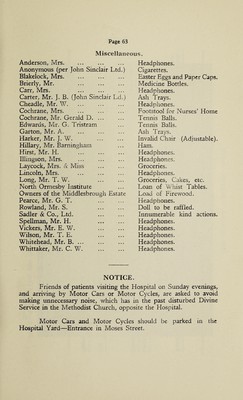 Page 63
Miscellaneous.
Anderson, Mrs. ... ... ... Headphones.
Anonymous (per John Sinclair Ltd.) Cigarettes.
Blakelock, Mrs. ... ... ... Easter Eggs and Paper Caps.
Brierly, Mr. ... ... ... Medicine Bottles.
Carr, Mrs. ... ... ... Headphones.
Carter, Mr. J. B. (John Sinclair Ltd.) Ash Trays.
Cheadle, Mr. W. ... ... ... Headphones.
Cochrane, Mrs. ... ... ... Footstool for Nurses' Home
Cochrane, Mr. Gerald D. ... ... Tennis Balls.
Edwards, Mr. G. Tristram ... Tennis Balls.
Garton, Mr. A. ... ... ... Ash Trays.
Harker, Mr. J. W. ... ... Invalid Chair (Adjustable).
Hillary, Mr. Barningham ... Ham.
Hirst, Mr. H. ... ... ... Headphones.
Illingson, Mrs. ... ... ... Headphones.
Laycock, Mrs. & Miss ... ... Groceries.
Lincoln, Mrs. ... ... ... Headphones.
Long, Mr. T. W. ... ... ... Groceries, Cakes, etc.
North Ormesby Institute ... Loan of Whist Tables.
Owners of the Middlesbrough Estate Load of Firewood.
Pearce, Mr. G. T. ... ... Headphones.
Rowland, Mr. S. ... ... ... Doll to be raffled.
Sadler & Co., Ltd. ... ... Innumerable kind actions.
Spellman, Mr. H. ... ... Headphones.
Vickers, Mr. E. W. ... ... Headphones.
Wilson, Mr. T. E. ... ... Headphones.
Whitehead, Mr. B. ... ... ... Headphones.
Whittaker, Mr. C. W. ... ... Headphones.
NOTICE.
Friends of patients visiting the Hospital on Sunday evenings,
and arriving by Motor Cars or Motor Cycles, are asked to avoid
making unnecessary noise, which has in the past disturbed Divine
Service in the Methodist Church, opposite the Hospital.
Motor Cars and Motor Cycles should be parked in the
Hospital Yard—Entrance in Moses Street.